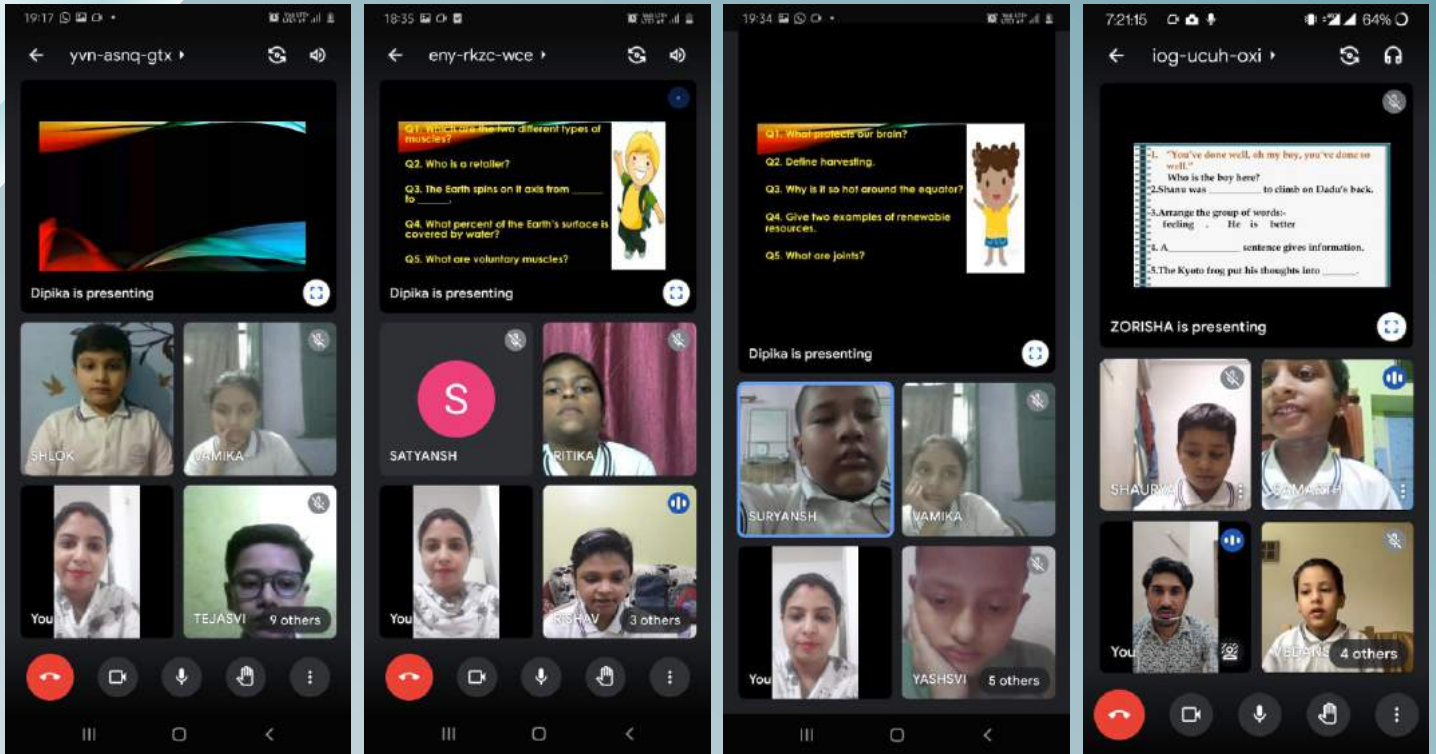 19:17
yvn-asnq-gtx
Dipika is presenting
SHLOK
VAMIKA
You
TEJASVI
9 others
18:35
eny-rkzc-wce
Q1. Which are the two different types of
muscles?
Q2. Who is a retailer?
Q3. The Earth spins on it axis from ______
to _____.
Q4. What percent of the Earth's surface is
covered by water?
Q5. What are voluntary muscles?
Dipika is presenting
S
SATYANSH
RITIKA
You
RISHAV
3 others
19:34
Q1. What protects our brain?
Q2. Define harvesting.
Q3. Why is it so hot around the equator?
Q4. Give two examples of renewable
resources.
Q5. What are joints?
Dipika is presenting
SURYANSH
VAMIKA
You
YASHSVI
5 others
7:21:15
64%
iog-ucuh-oxi
1. "You've done well, oh my boy, you've done so
well."
Who is the boy here?
2.Shanu was __________ to climb on Dadu's back.
3.Arrange the group of words:-
feeling . He is better
4. A_____________ sentence gives information.
5.The Kyoto frog put his thoughts into ______.
ZORISHA is presenting
SHAURYA
SAMARTH
You
4 others